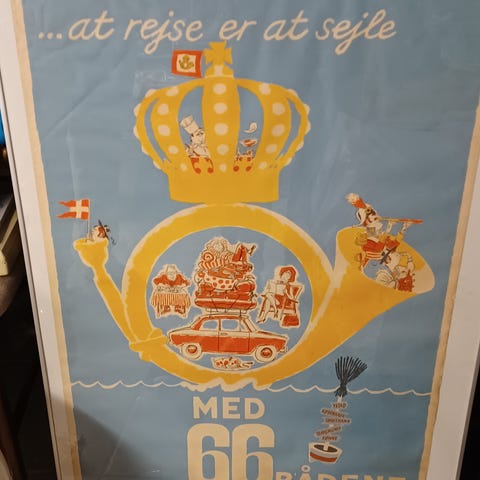 ...at rejse er at sejle
MED
66 BÅDENE